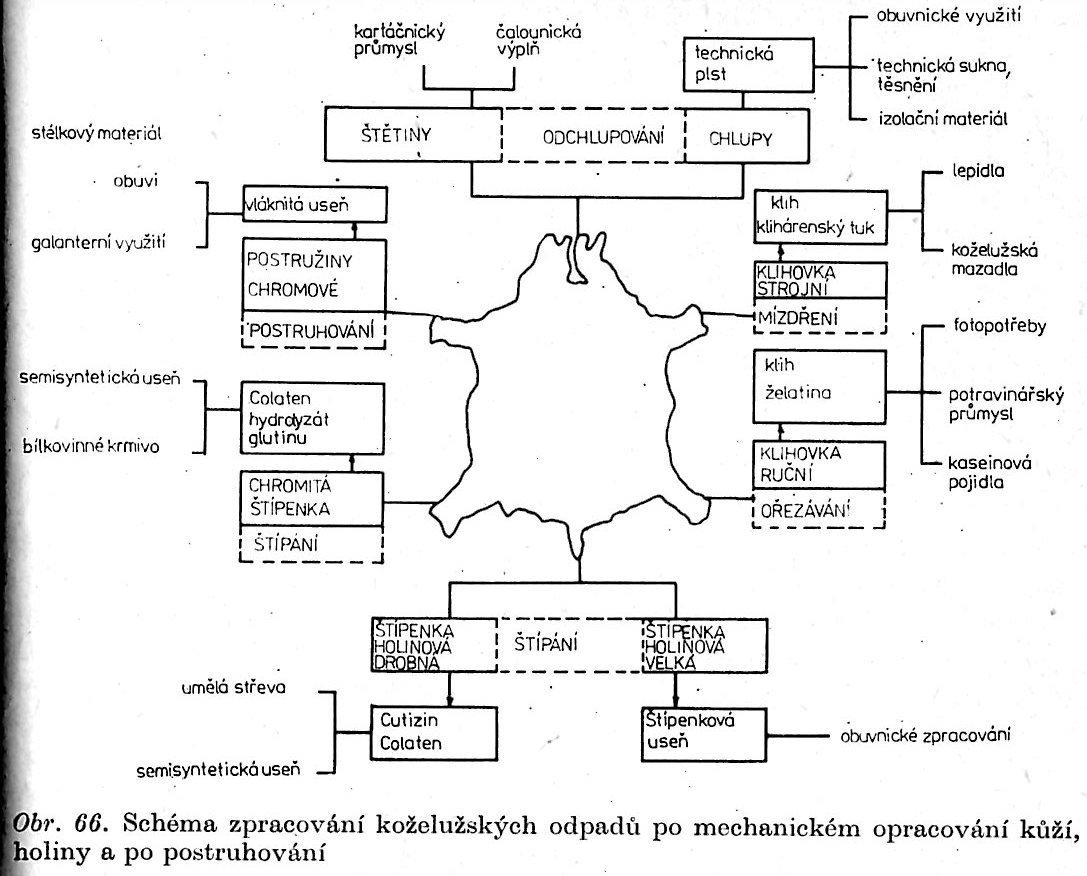 kartáčnický
průmysl
čalounická
výplň
technická
plst
obuvnické využití
technická sukna,
těsnění
izolační materiál
ŠTĚTINY
ODCHLUPOVÁNÍ
CHLUPY
stélkový materiál
obuvi
galanterní využití
vláknitá useň
POSTRUŽINY
CHROMOVÉ
POSTRUHOVÁNÍ
klih
klihárenský tuk
lepidla
koželužská
mazadla
KLIHOVKA
STROJNÍ
MÍZDŘENÍ
semisyntetická useň
bílkovinné krmivo
Colaten
hydrolyzát
glutinu
CHROMITÁ
ŠTÍPENKA
ŠTÍPÁNÍ
klih
želatina
fotopotřeby
potravinářský
průmysl
kaseinová
pojidla
KLIHOVKA
RUČNÍ
OŘEZÁVÁNÍ
ŠTÍPENKA
HOLINOVÁ
DROBNÁ
ŠTÍPÁNÍ
ŠTÍPENKA
HOLINOVÁ
VELKÁ
umělá střeva
semisyntetická useň
Cutizin
Colaten
Štípenková
useň
obuvnické zpracování
Obr. 66. Schéma zpracování koželužských odpadů po mechanickém opracování kůží,
holiny a po postruhování